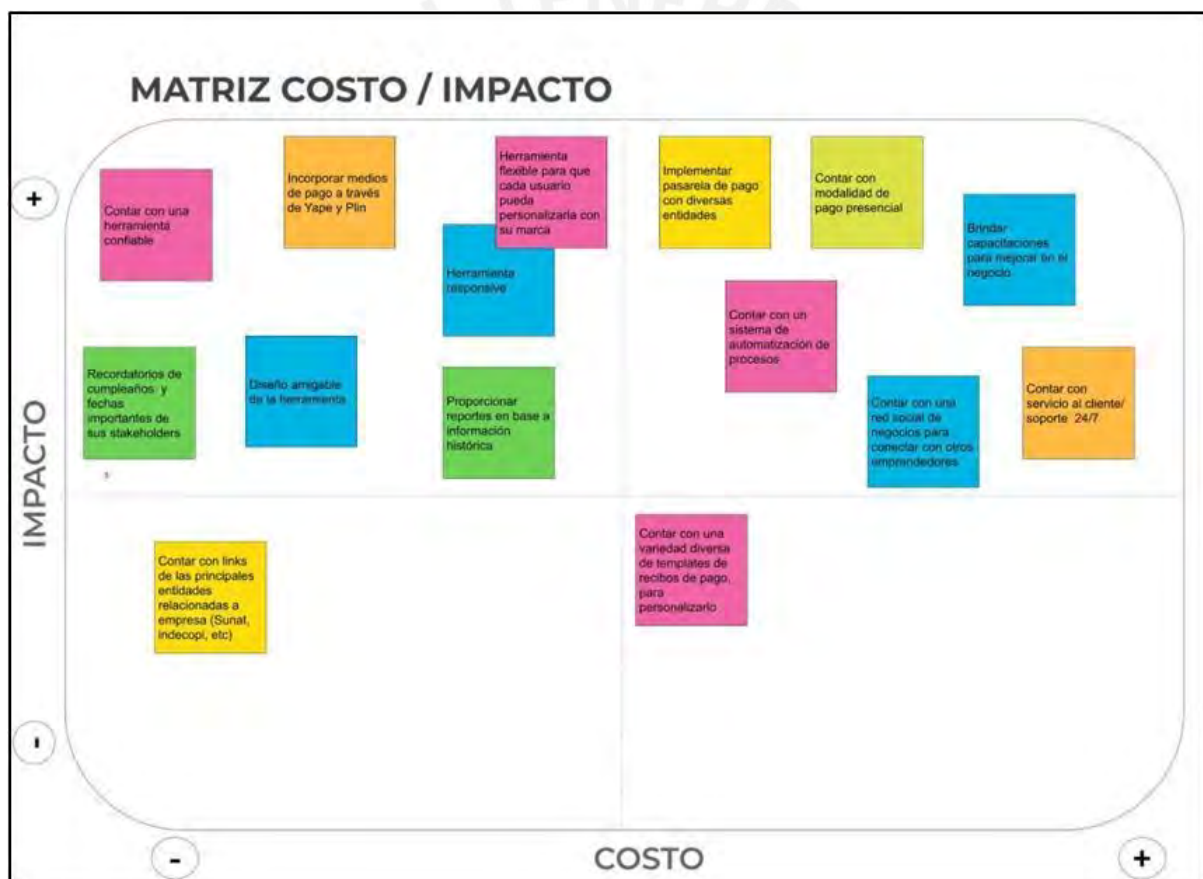 MATRIZ COSTO / IMPACTO
+
Contar con una
herramienta
confiable
Incorporar medios
de pago a través
de Yape y Plin
Herramienta
flexible para que
cada usuario
pueda
personalizarla con
su marca
Implementar
pasarela de pago
con diversas
entidades
Contar con
modalidad de
pago presencial
Brindar
capacitaciones
para mejorar en el
negocio
Herramienta
responsive
Contar con un
sistema de
automatización de
procesos
Recordatorios de
cumpleaños y
fechas
importantes de
sus stakeholders
Diseño amigable
de la herramienta
Proporcionar
reportes en base a
información
histórica
Contar con una
red social de
negocios para
conectar con otros
emprendedores
Contar con
servicio al cliente/
soporte 24/7
IMPACTO
Contar con links
de las principales
entidades
relacionadas a
empresa (Sunat,
indecopi, etc)
Contar con una
variedad diversa
de templates de
recibos de pago,
para
personalizarlo
-
-
COSTO
+